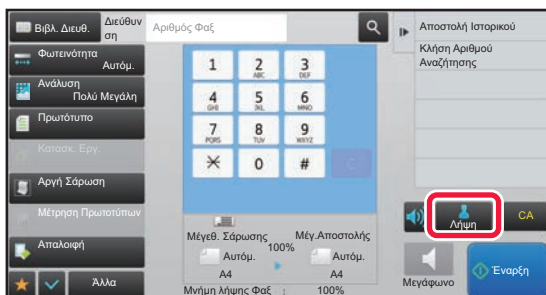 Βιβλ. Διευθ.
Διεύθυν
ση
Αριθμός Φαξ
Φωτεινότητα
Αυτόμ.
Ανάλυση
Πολύ Μεγάλη
Πρωτότυπο
Κατασκ. Εργ.
Αργή Σάρωση
Μέτρηση Πρωτοτύπων
Απαλοιφή
Άλλα
1 2 3
ABC DEF
4 5 6
GHI JKL MNO
7 8 9
PQRS TUV WXYZ
0 #
C
Μέγεθ. Σάρωσης
100%
Μέγ.Αποστολής
Αυτόμ. Αυτόμ.
A4 A4
Μνήμη λήψης Φαξ : 100%
Αποστολή Ιστορικού
Κλήση Αριθμού
Αναζήτησης
Λήψη
CA
Μεγάφωνο
Έναρξη